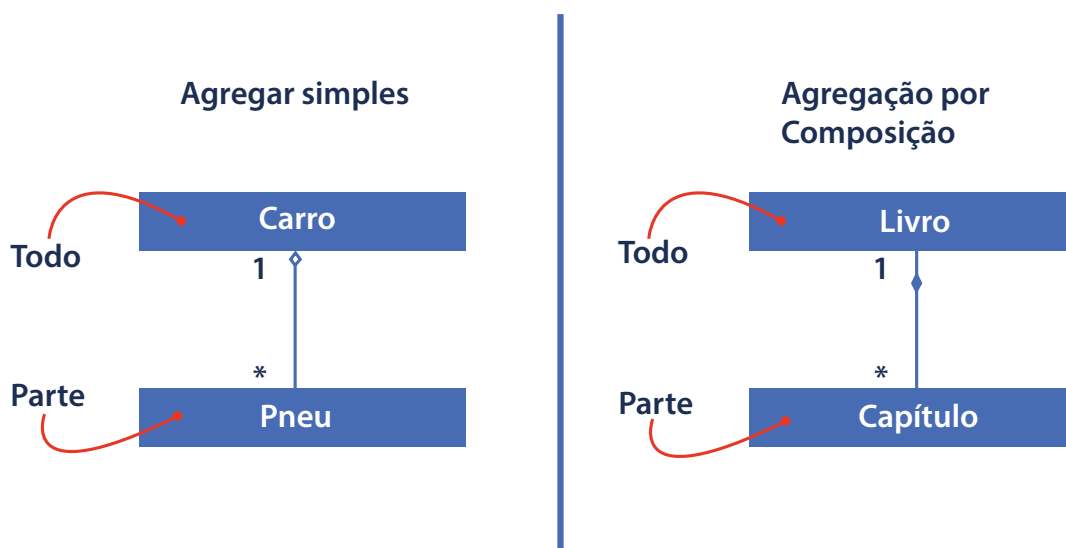 Agregar simples
Carro
Todo
1
*
Parte
Pneu
Agregação por
Composição
Livro
Todo
1
*
Parte
Capítulo